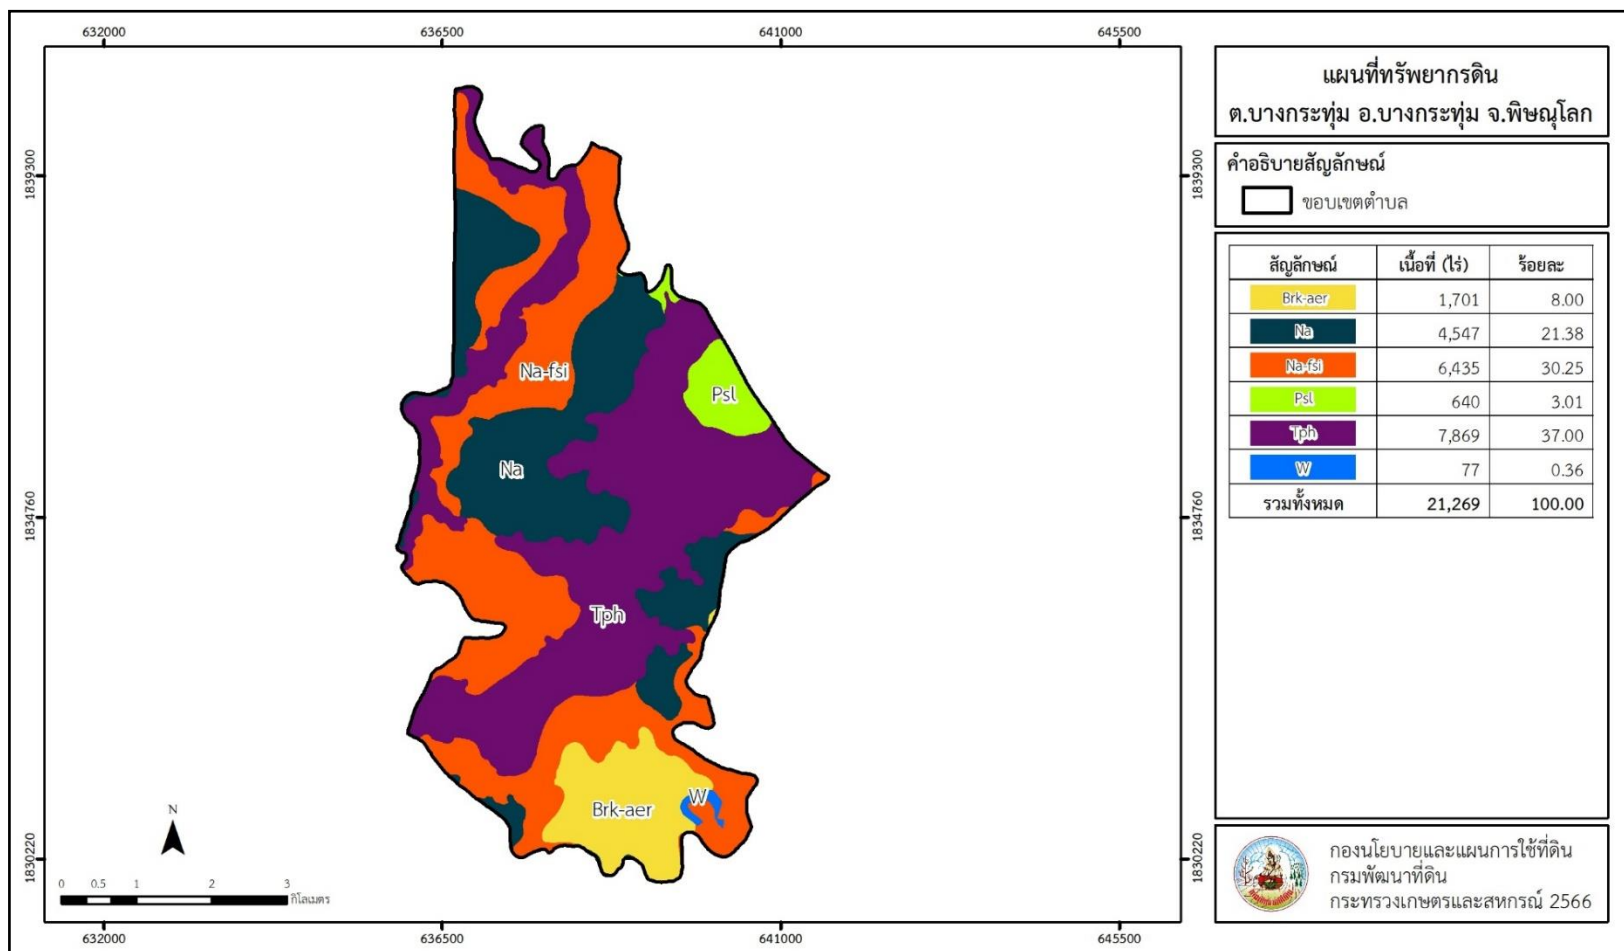 632000 636500 641000 645500
แผนที่ทรัพยากรดิน
ต.บางกระทุ่ม อ.บางกระทุ่ม จ.พิษณุโลก
คำอธิบายสัญลักษณ์
ขอบเขตตำบล
สัญลักษณ์ เนื้อที่ (ไร่) ร้อยละ
Brk-aer 1,701 8.00
Na 4,547 21.38
Na-fsi 6,435 30.25
Psl 640 3.01
Tph 7,869 37.00
W 77 0.36
รวมทั้งหมด 21,269 100.00
1839300 1839300
Na-fsi
Psl
Na
1834760 1834760
Tph
W
Brk-aer
N
1830220 1830220
0 0.5 1 2 3
กิโลเมตร
632000 636500 641000 645500
กองนโยบายและแผนการใช้ที่ดิน
กรมพัฒนาที่ดิน
กระทรวงเกษตรและสหกรณ์ 2566